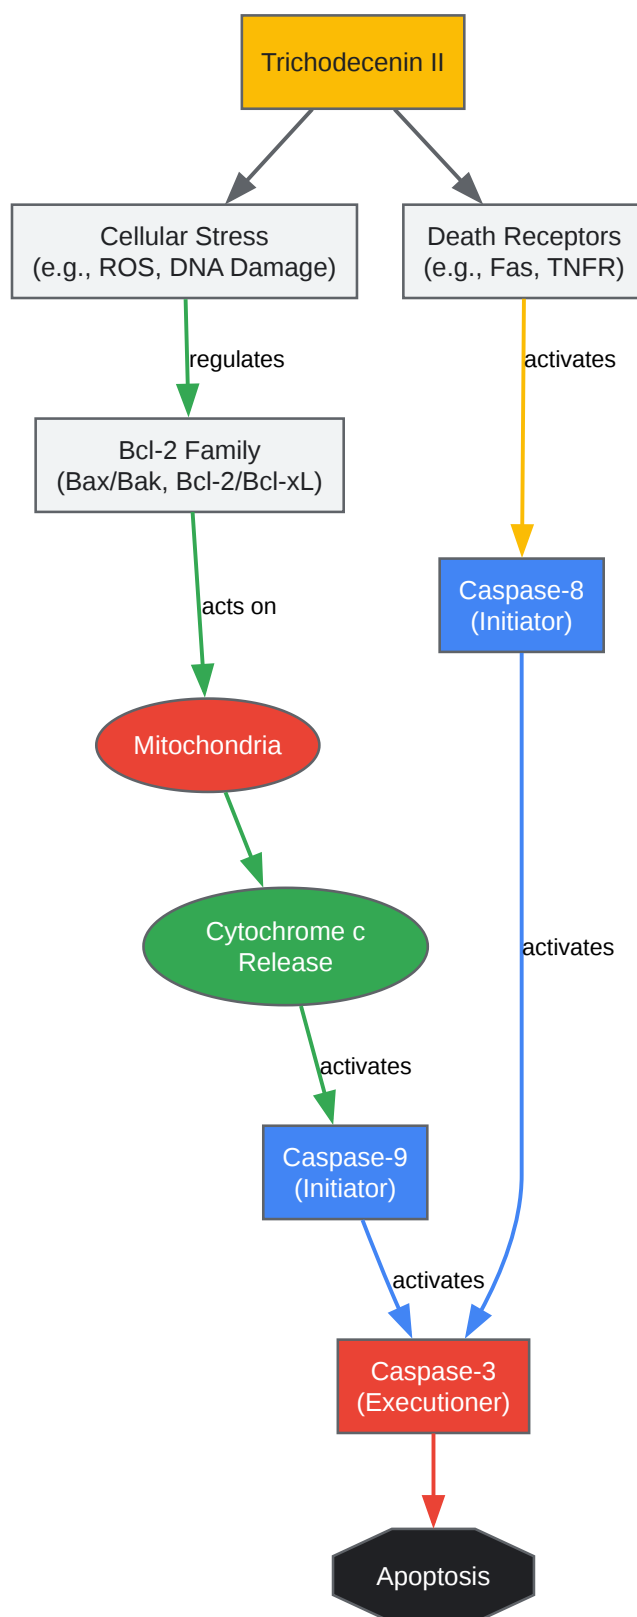 Trichodecenin II
Cellular Stress
(e.g., ROS, DNA Damage)
Death Receptors
(e.g., Fas, TNFR)
regulates
activates
Bcl-2 Family
(Bax/Bak, Bcl-2/Bcl-xL)
acts on
Caspase-8
(Initiator)
Mitochondria
Cytochrome c
Release
activates
activates
Caspase-9
(Initiator)
activates
Caspase-3
(Executioner)
Apoptosis